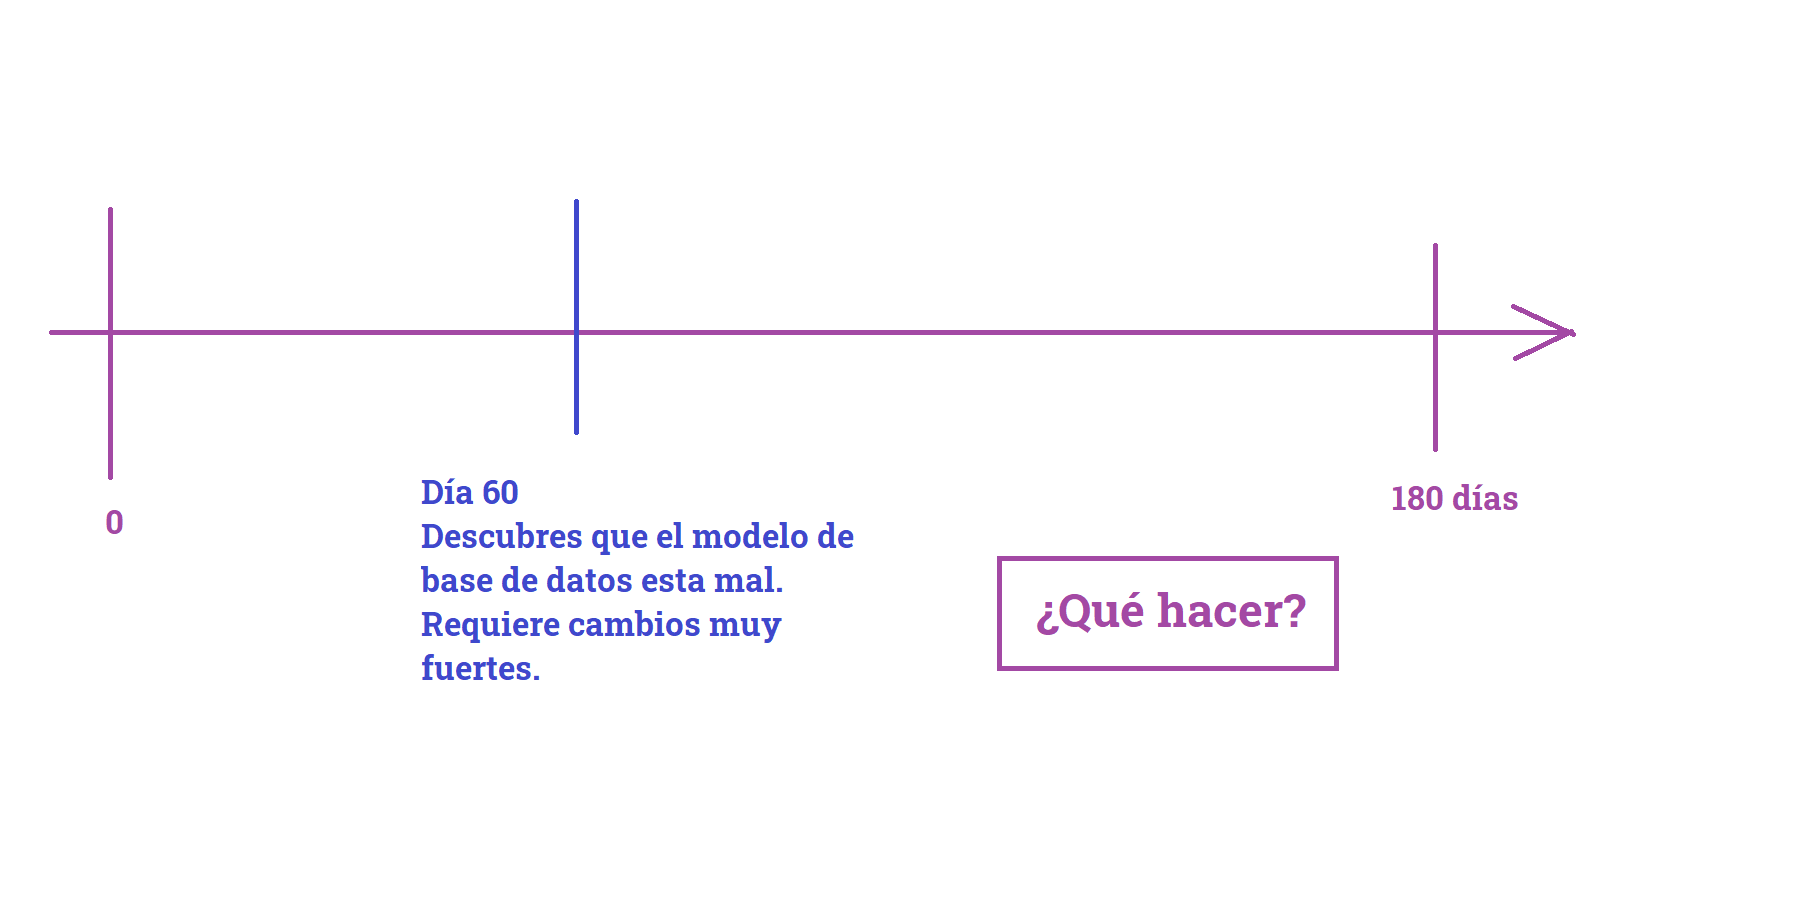 0
Día 60
Descubres que el modelo de
base de datos esta mal.
Requiere cambios muy
fuertes.
180 días
¿Qué hacer?